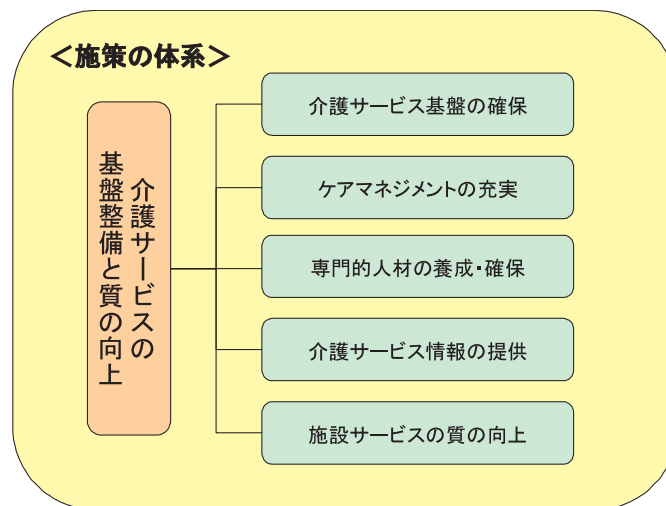 ＜施策の体系＞
介護サービスの
基盤整備と質の向上
介護サービス基盤の確保
ケアマネジメントの充実
専門的人材の養成・確保
介護サービス情報の提供
施設サービスの質の向上